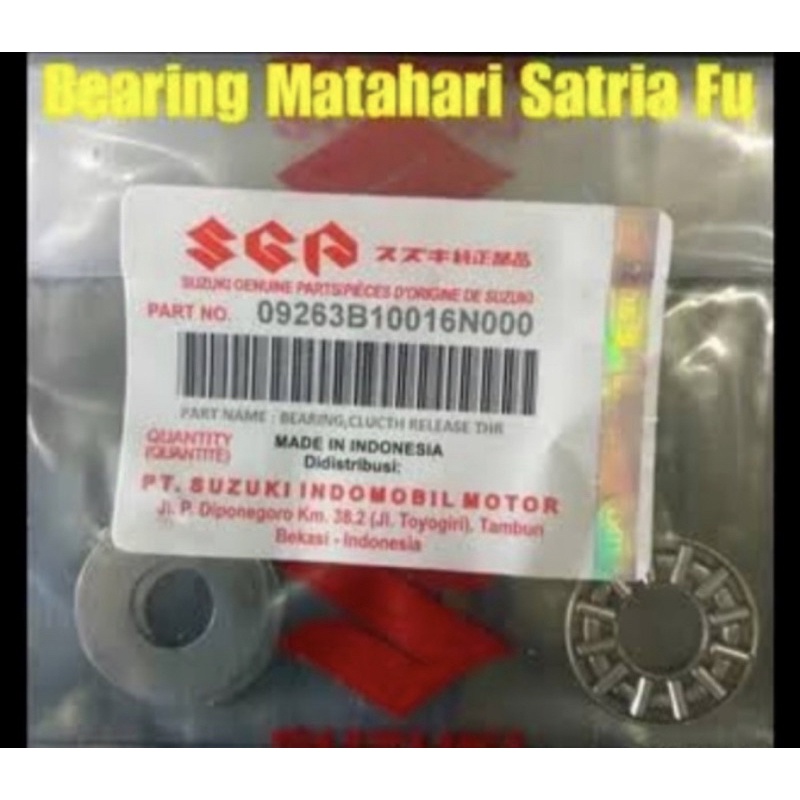 Bearing Matahari Satria Fu
SGP スズキ純正部品
SUZUKI GENUINE PARTS/PIÈCES D'ORIGINE DE SUZUKI
PART NO. 09263B10016N000
PART NAME : BEARING,CLUCTH RELEASE THR
QUANTITY
(QUANTITÉ)
MADE IN INDONESIA
Didistribusi:
PT. SUZUKI INDOMOBIL MOTOR
Jl. P. Diponegoro Km. 38.2 (Jl. Toyogiri), Tambun
Bekasi - Indonesia